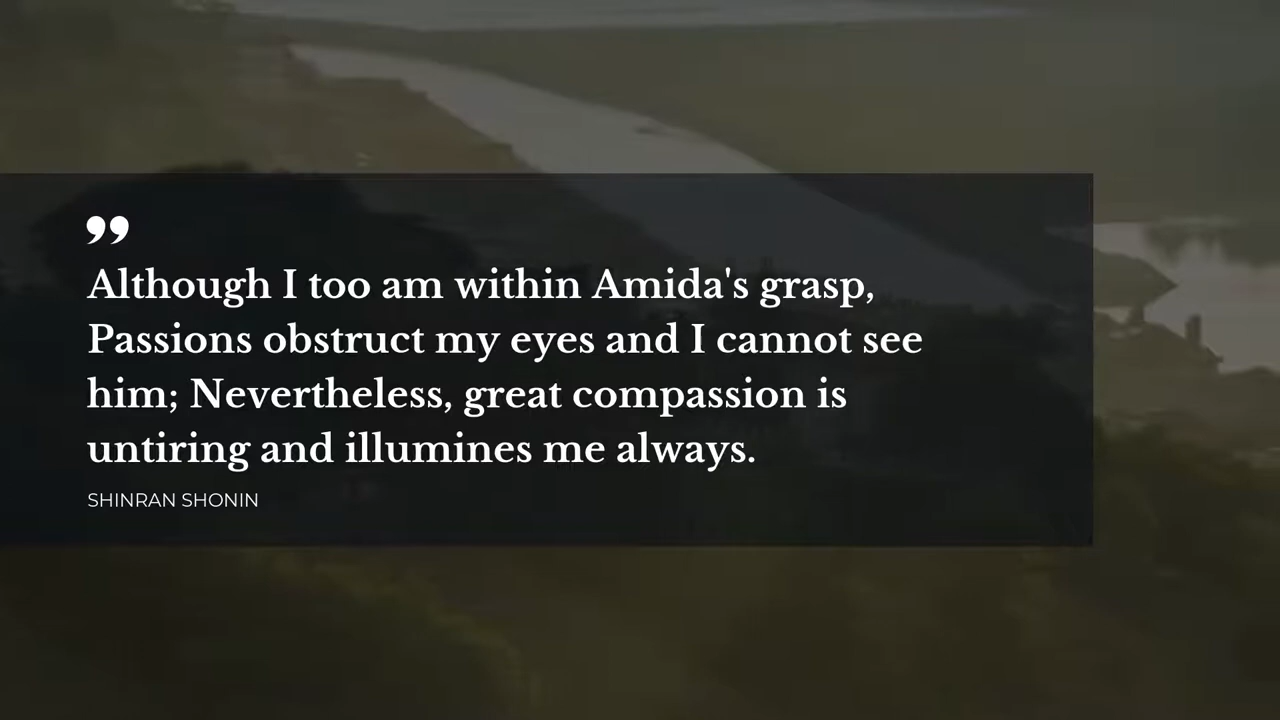 ”
Although I too am within Amida's grasp,
Passions obstruct my eyes and I cannot see
him; Nevertheless, great compassion is
untiring and illumines me always.
SHINRAN SHONIN